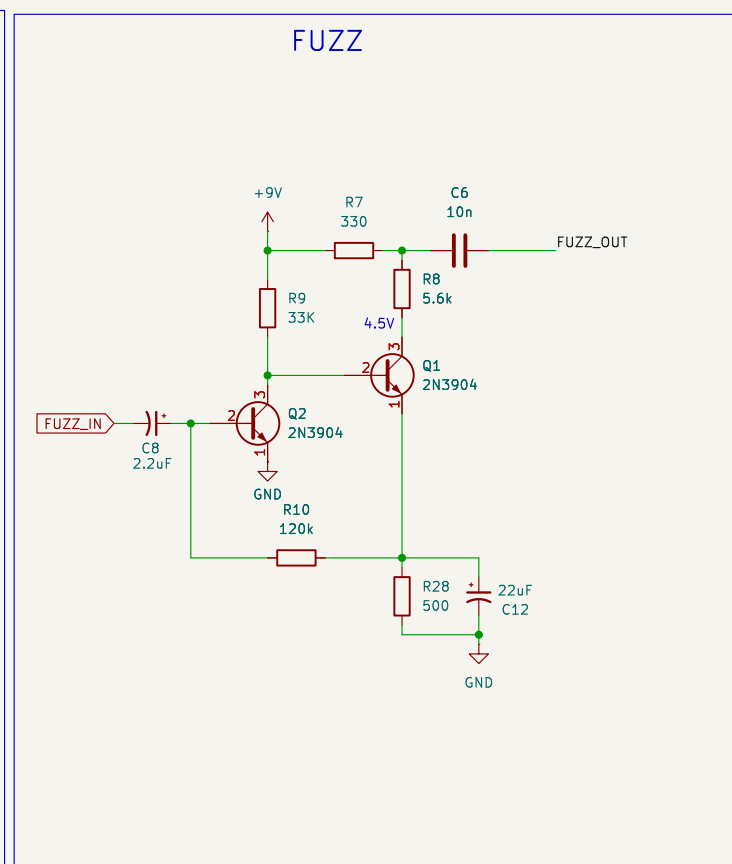 FUZZ
+9V
R7
330
C6
10n
FUZZ_OUT
R9
33K
R8
5.6k
4.5V
3
2
1
Q1
2N3904
FUZZ_IN
+
C8
2.2uF
3
2
1
Q2
2N3904
GND
R10
120k
R28
500
+
22uF
C12
GND